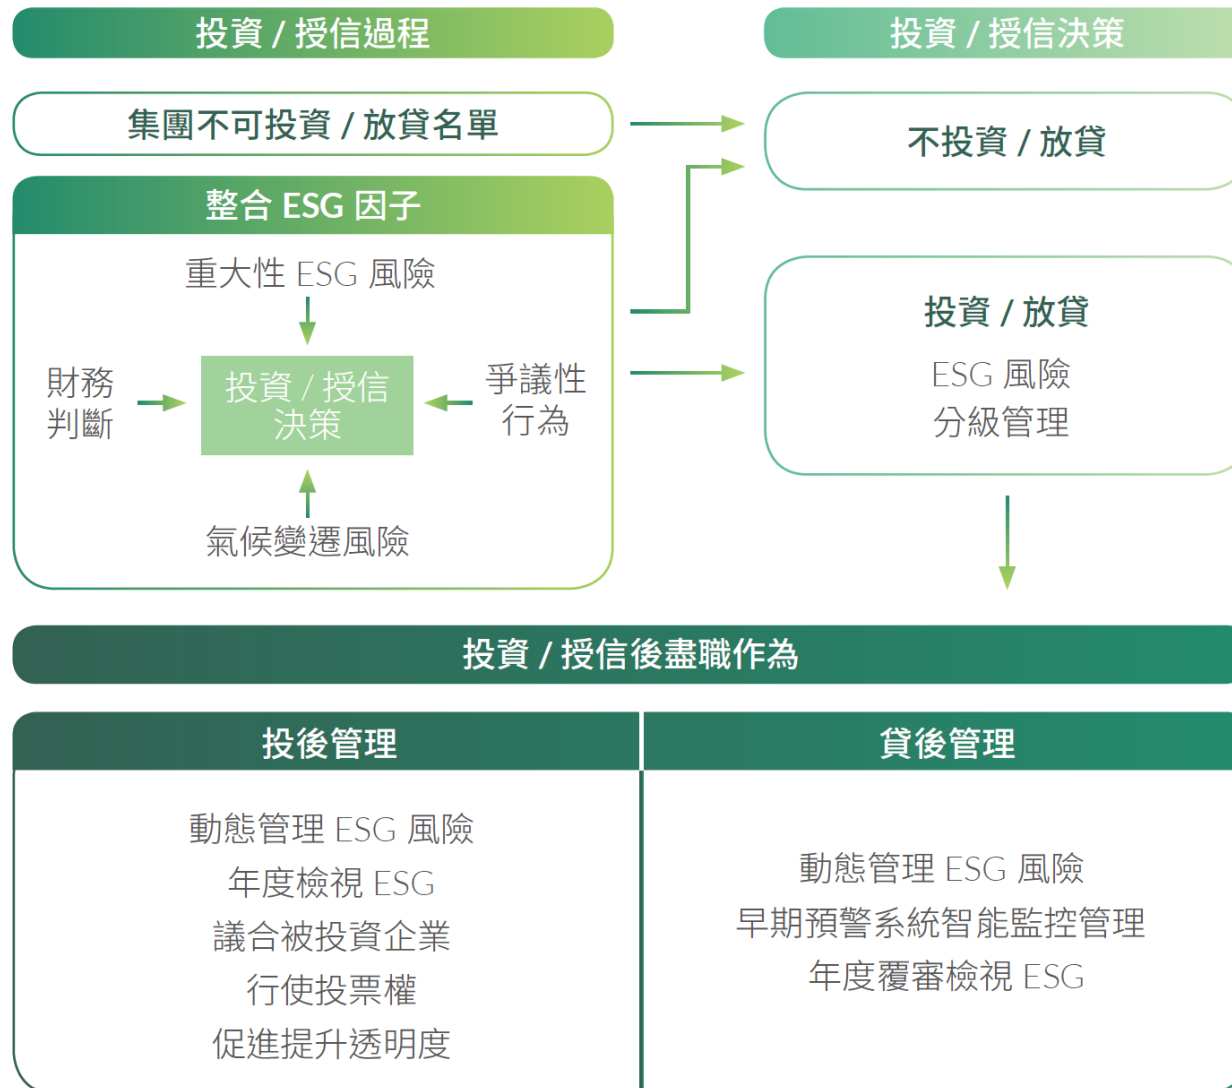 投資 / 授信過程
集團不可投資 / 放貸名單
整合 ESG 因子
重大性 ESG 風險
財務
判斷
投資 / 授信
決策
爭議性
行為
氣候變遷風險
投資 / 授信決策
不投資 / 放貸
投資 / 放貸
ESG 風險
分級管理
投資 / 授信後盡職作為
投後管理
動態管理 ESG 風險
年度檢視 ESG
議合被投資企業
行使投票權
促進提升透明度
貸後管理
動態管理 ESG 風險
早期預警系統智能監控管理
年度覆審檢視 ESG